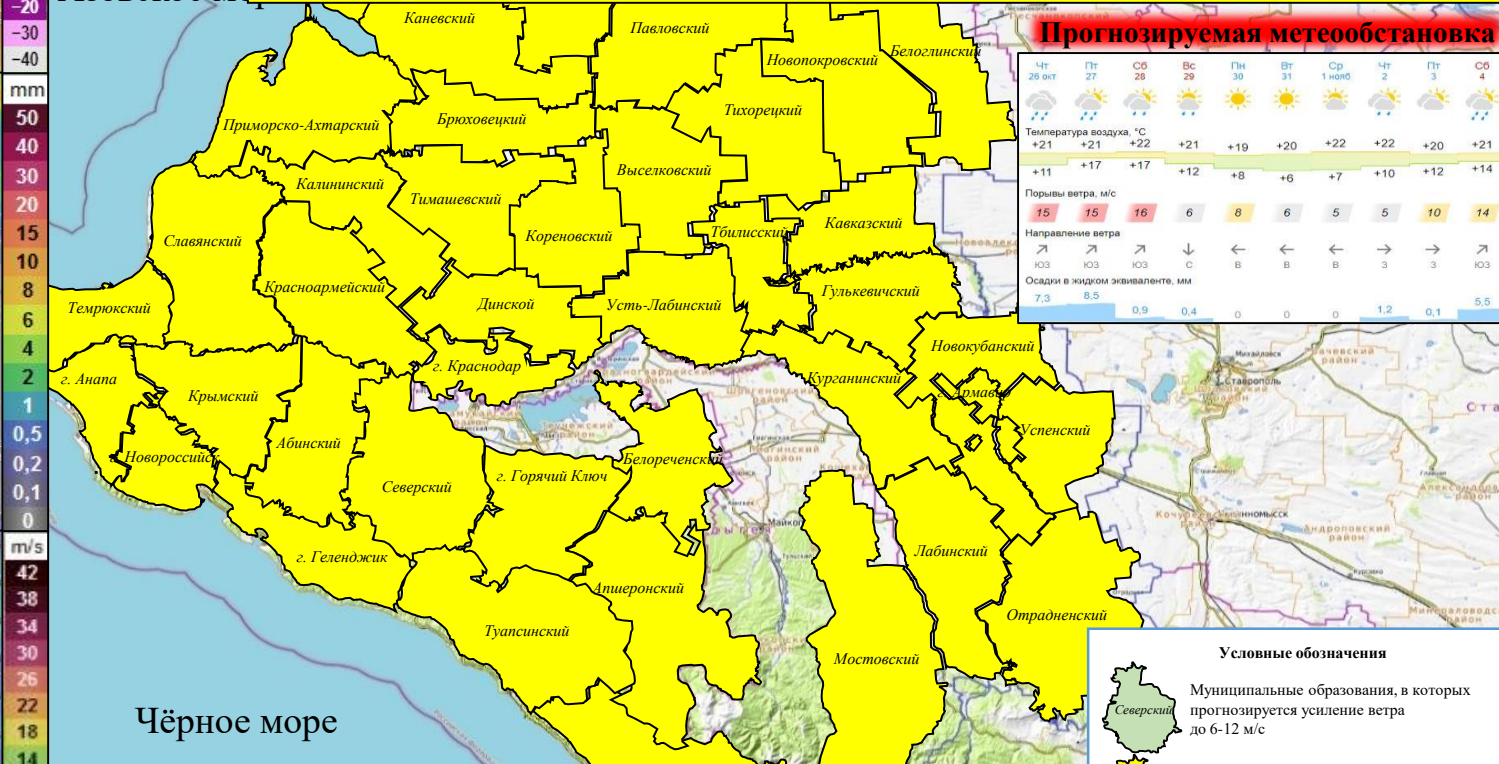 −20
−30
−40
mm
50
40
30
20
15
10
8
6
4
2
1
0,5
0,2
0,1
0
m/s
42
38
34
30
26
22
18
14
Каневский
Павловский
Новопокровский
Белоглинский
Приморско-Ахтарский
Брюховецкий
Тихорецкий
Калининский
Тимашевский
Выселковский
Славянский
Кореновский
Тбилисский
Кавказский
Темрюкский
Красноармейский
Динской
Усть-Лабинский
Гулькевичский
г. Анапа
г. Краснодар
Новокубанский
Крымский
Курганинский
г. Армавир
Новороссийск
Абинский
Успенский
Северский
г. Горячий Ключ
Белореченский
г. Геленджик
Лабинский
Апшеронский
Отрадненский
Туапсинский
Мостовский
Чёрное море
Майкоп
Михайловск
Ставрополь
Прогнозируемая метеообстановка
Чт Пт Сб Вс Пн Вт Ср Чт Пт Сб
26 окт 27 28 29 30 31 1 нояб 2 3 4
Температура воздуха, °C
+21 +21 +22 +21 +19 +20 +22 +22 +20 +21
+11 +17 +17 +12 +8 +6 +7 +10 +12 +14
Порывы ветра, м/с
15 15 16 6 8 6 5 5 10 14
Направление ветра
ЮЗ ЮЗ ЮЗ С В В В З З ЮЗ
Осадки в жидком эквиваленте, мм
7,3 8,5 0,9 0,4 0 0 0 1,2 0,1 5,5
Условные обозначения
Северский
Муниципальные образования, в которых
прогнозируется усиление ветра
до 6-12 м/с